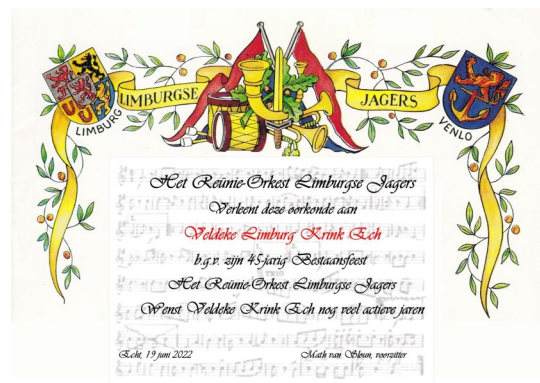 LIMBURGSE JAGERS
LIMBURG
VENLO
Het Reünie-Orkest Limburgse Jagers
Verleent deze oorkonde aan
Veldeke Limburg Krink Ech
b.g.v. zijn 45-jarig Bestaansfeest
Het Reünie-Orkest Limburgse Jagers
Wenst Veldeke Krink Ech nog veel actieve jaren
Echt, 19 juni 2022 Math van Sloun, voorzitter